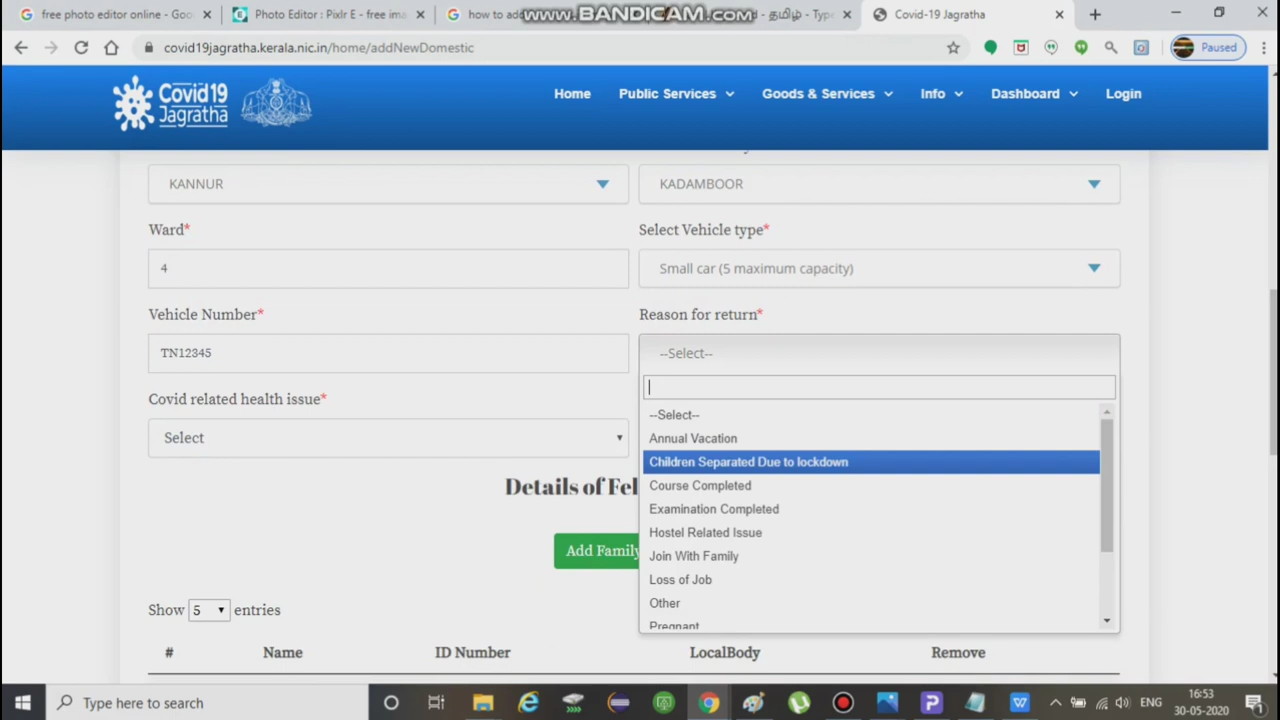 free photo editor online - Goo
Photo Editor : Pixlr E - free ima
how to ad
www.BANDICAM.com
d - தமிழ் - Type
Covid-19 Jagratha
covid19jagratha.kerala.nic.in/home/addNewDomestic
Paused
Covid19
Jagratha
Home
Public Services
Goods & Services
Info
Dashboard
Login
KANNUR
KADAMBOOR
Ward*
Select Vehicle type*
4
Small car (5 maximum capacity)
Vehicle Number*
Reason for return*
TN12345
--Select--
Covid related health issue*
Select
--Select--
Annual Vacation
Children Separated Due to lockdown
Course Completed
Examination Completed
Hostel Related Issue
Join With Family
Loss of Job
Other
Pregnant
Details of Fel
Add Family
Show 5 entries
# Name ID Number LocalBody Remove
Type here to search
ENG
16:53
30-05-2020